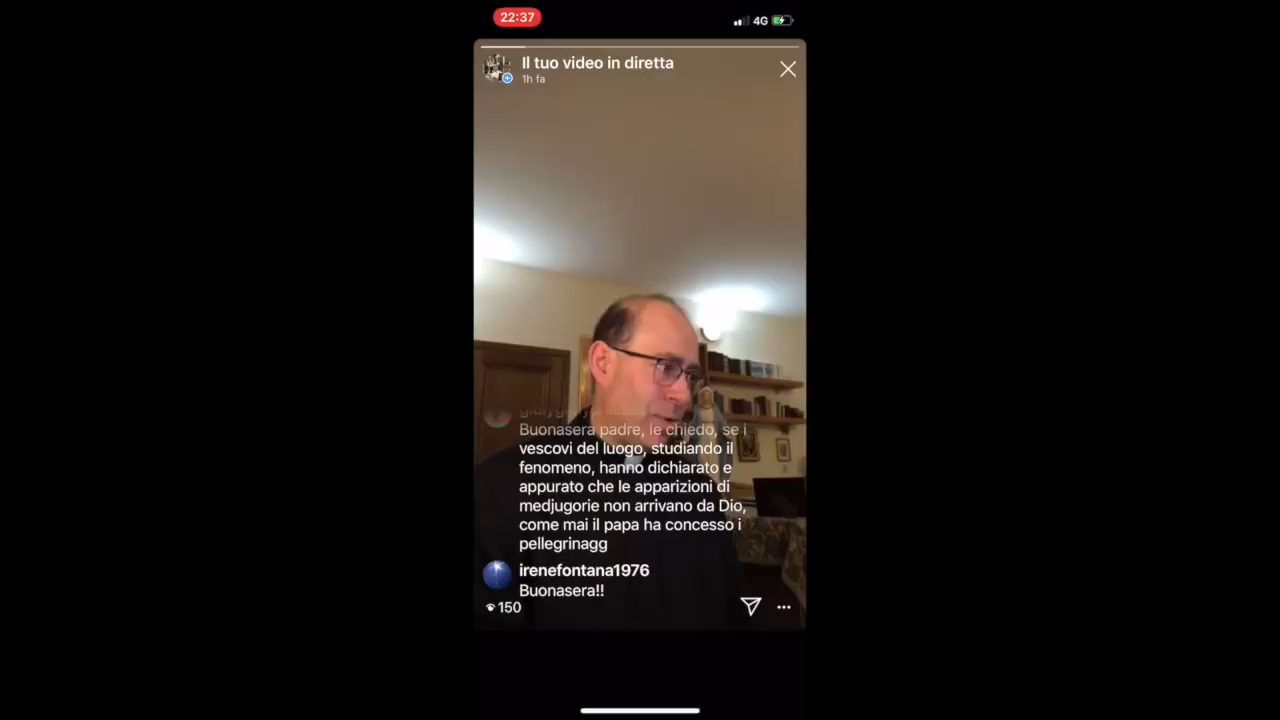 22:37
4G
Il tuo video in diretta
1h fa
Buonasera padre, le chiedo, se i
vescovi del luogo, studiando il
fenomeno, hanno dichiarato e
appurato che le apparizioni di
medjugorie non arrivano da Dio,
come mai il papa ha concesso i
pellegrinagg
irenefontana1976
Buonasera!!
150